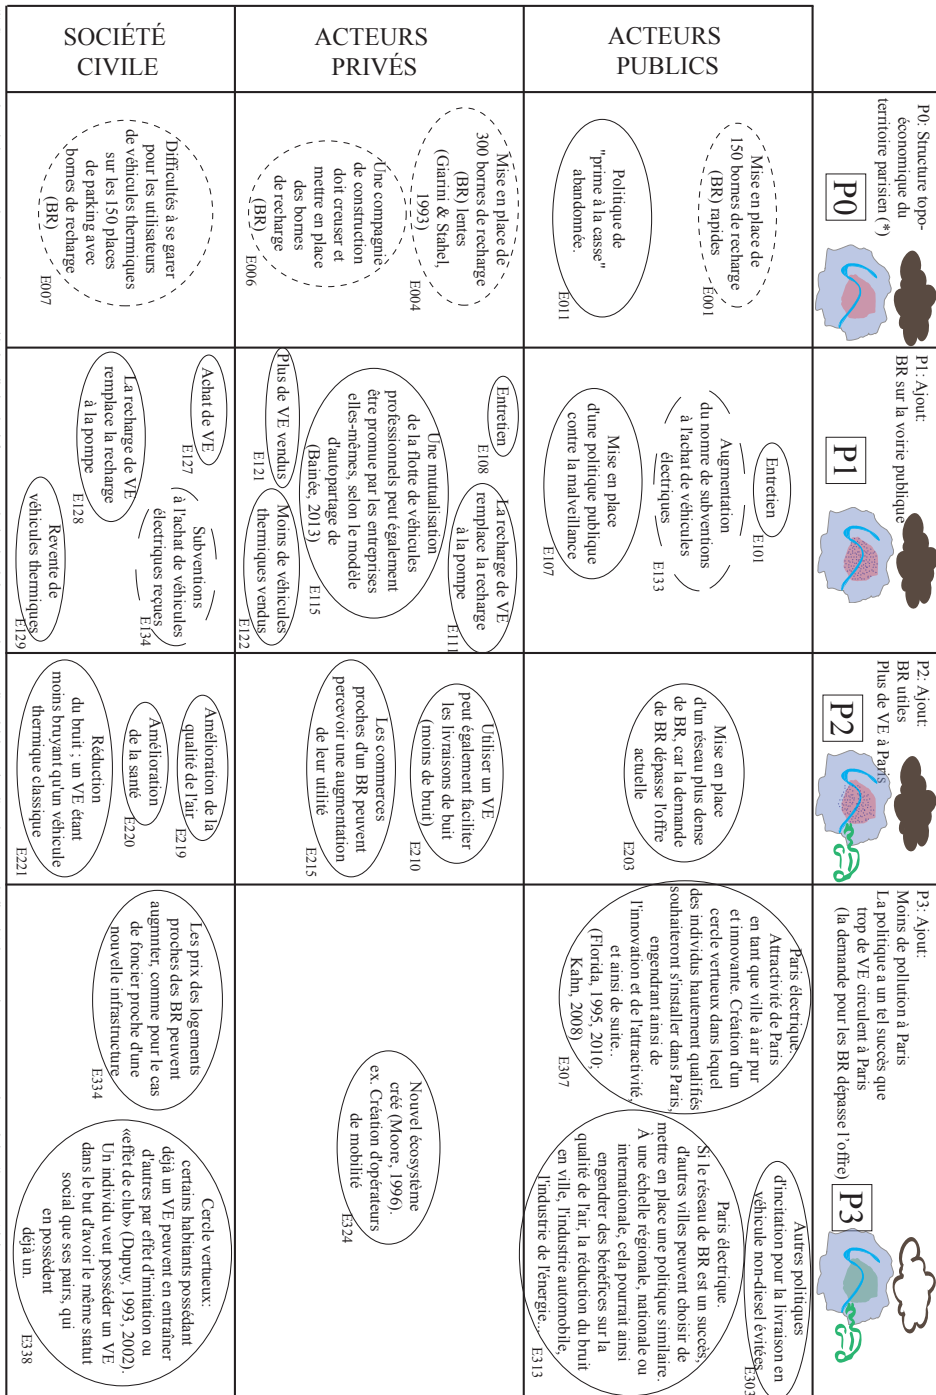 ACTEURS
PUBLICS
ACTEURS
PRIVÉS
SOCIÉTÉ
CIVILE
P0: Structure topo-
économique du
territoire parisien (*)
P0
Mise en place de
150 bornes de recharge
(BR) rapides
E001
Politique de
"prime à la casse"
abandonnée.
E011
Mise en place de
300 bornes de recharge
(BR) lentes
(Giarini & Stahel,
1993)
E004
Une compagnie
de construction
doit creuser et
mettre en place
des bornes
de recharge
(BR)
E006
Difficultés à se garer
pour les utilisateurs
de véhicules thermiques
sur les 150 places
de parking avec
bornes de recharge
(BR)
E007
P1: Ajout:
BR sur la voirie publique
P1
Entretien
E101
Augmentation
du nomre de subventions
à l'achat de véhicules
électriques
E133
Mise en place
d'une politique publique
contre la malveillance
E107
Entretien
E108
La recharge de VE
remplace la recharge
à la pompe
E111
Une mutualisation
de la flotte de véhicules
professionnels peut également
être promue par les entreprises
elles-mêmes, selon le modèle
d'autopartage de
(Bainée, 2013)
E115
Plus de VE vendus
E121
Moins de véhicules
thermiques vendus
E122
Achat de VE
E127
Subventions
à l'achat de véhicules
électriques reçues
E134
La recharge de VE
remplace la recharge
à la pompe
E128
Revente de
véhicules thermiques
E129
P2: Ajout:
BR utiles
Plus de VE à Paris
P2
Mise en place
d'un réseau plus dense
de BR, car la demande
de BR dépasse l'offre
actuelle
E203
Utiliser un VE
peut également faciliter
les livraisons de buit
(moins de bruit)
E210
Les commerces
proches d'un BR peuvent
percevoir une augmentation
de leur utilité
E215
Amélioration de la
qualité de l'air
E219
Amélioration
de la santé
E220
Réduction
du bruit ; un VE étant
moins bruyant qu'un véhicule
thermique classique
E221
P3: Ajout:
Moins de pollution à Paris
La politique a un tel succès que
trop de VE circulent à Paris
(la demande pour les BR dépasse l'offre)
P3
Autres politiques
d'incitation pour la livraison en
véhicule non-diesel évitées
E303
Paris électrique.
Attractivité de Paris
en tant que ville à air pur
et innovante. Création d'un
cercle vertueux dans lequel
des individus hautement qualifiés
souhaiteront s'installer dans Paris,
engendrant ainsi de
l'innovation et de l'attractivité,
et ainsi de suite..
(Florida, 1995, 2010;
Kahn, 2008)
E307
Paris électrique.
Si le réseau de BR est un succès,
d'autres villes peuvent choisir de
mettre en place une politique similaire.
À une échelle régionale, nationale ou
internationale, cela pourrait ainsi
engendrer des bénéfices sur la
qualité de l'air, la réduction du bruit
en ville, l'industrie automobile,
l'industrie de l'énergie...
E313
Nouvel écosystème
créé (Moore, 1996).
ex. Création d'opérateurs
de mobilité
E324
Les prix des logements
proches des BR peuvent
augmnter, comme pour le cas
de foncier proche d'une
nouvelle infrastructure
E334
Cercle vertueux:
certains habitants possédant
déjà un VE peuvent en entraîner
d'autres par effet d'imitation ou
«effet de club» (Dupuy, 1993, 2002).
Un individu veut posséder un VE
dans le but d'avoir le même statut
social que ses pairs, qui
en possèdent
déjà un.
E338